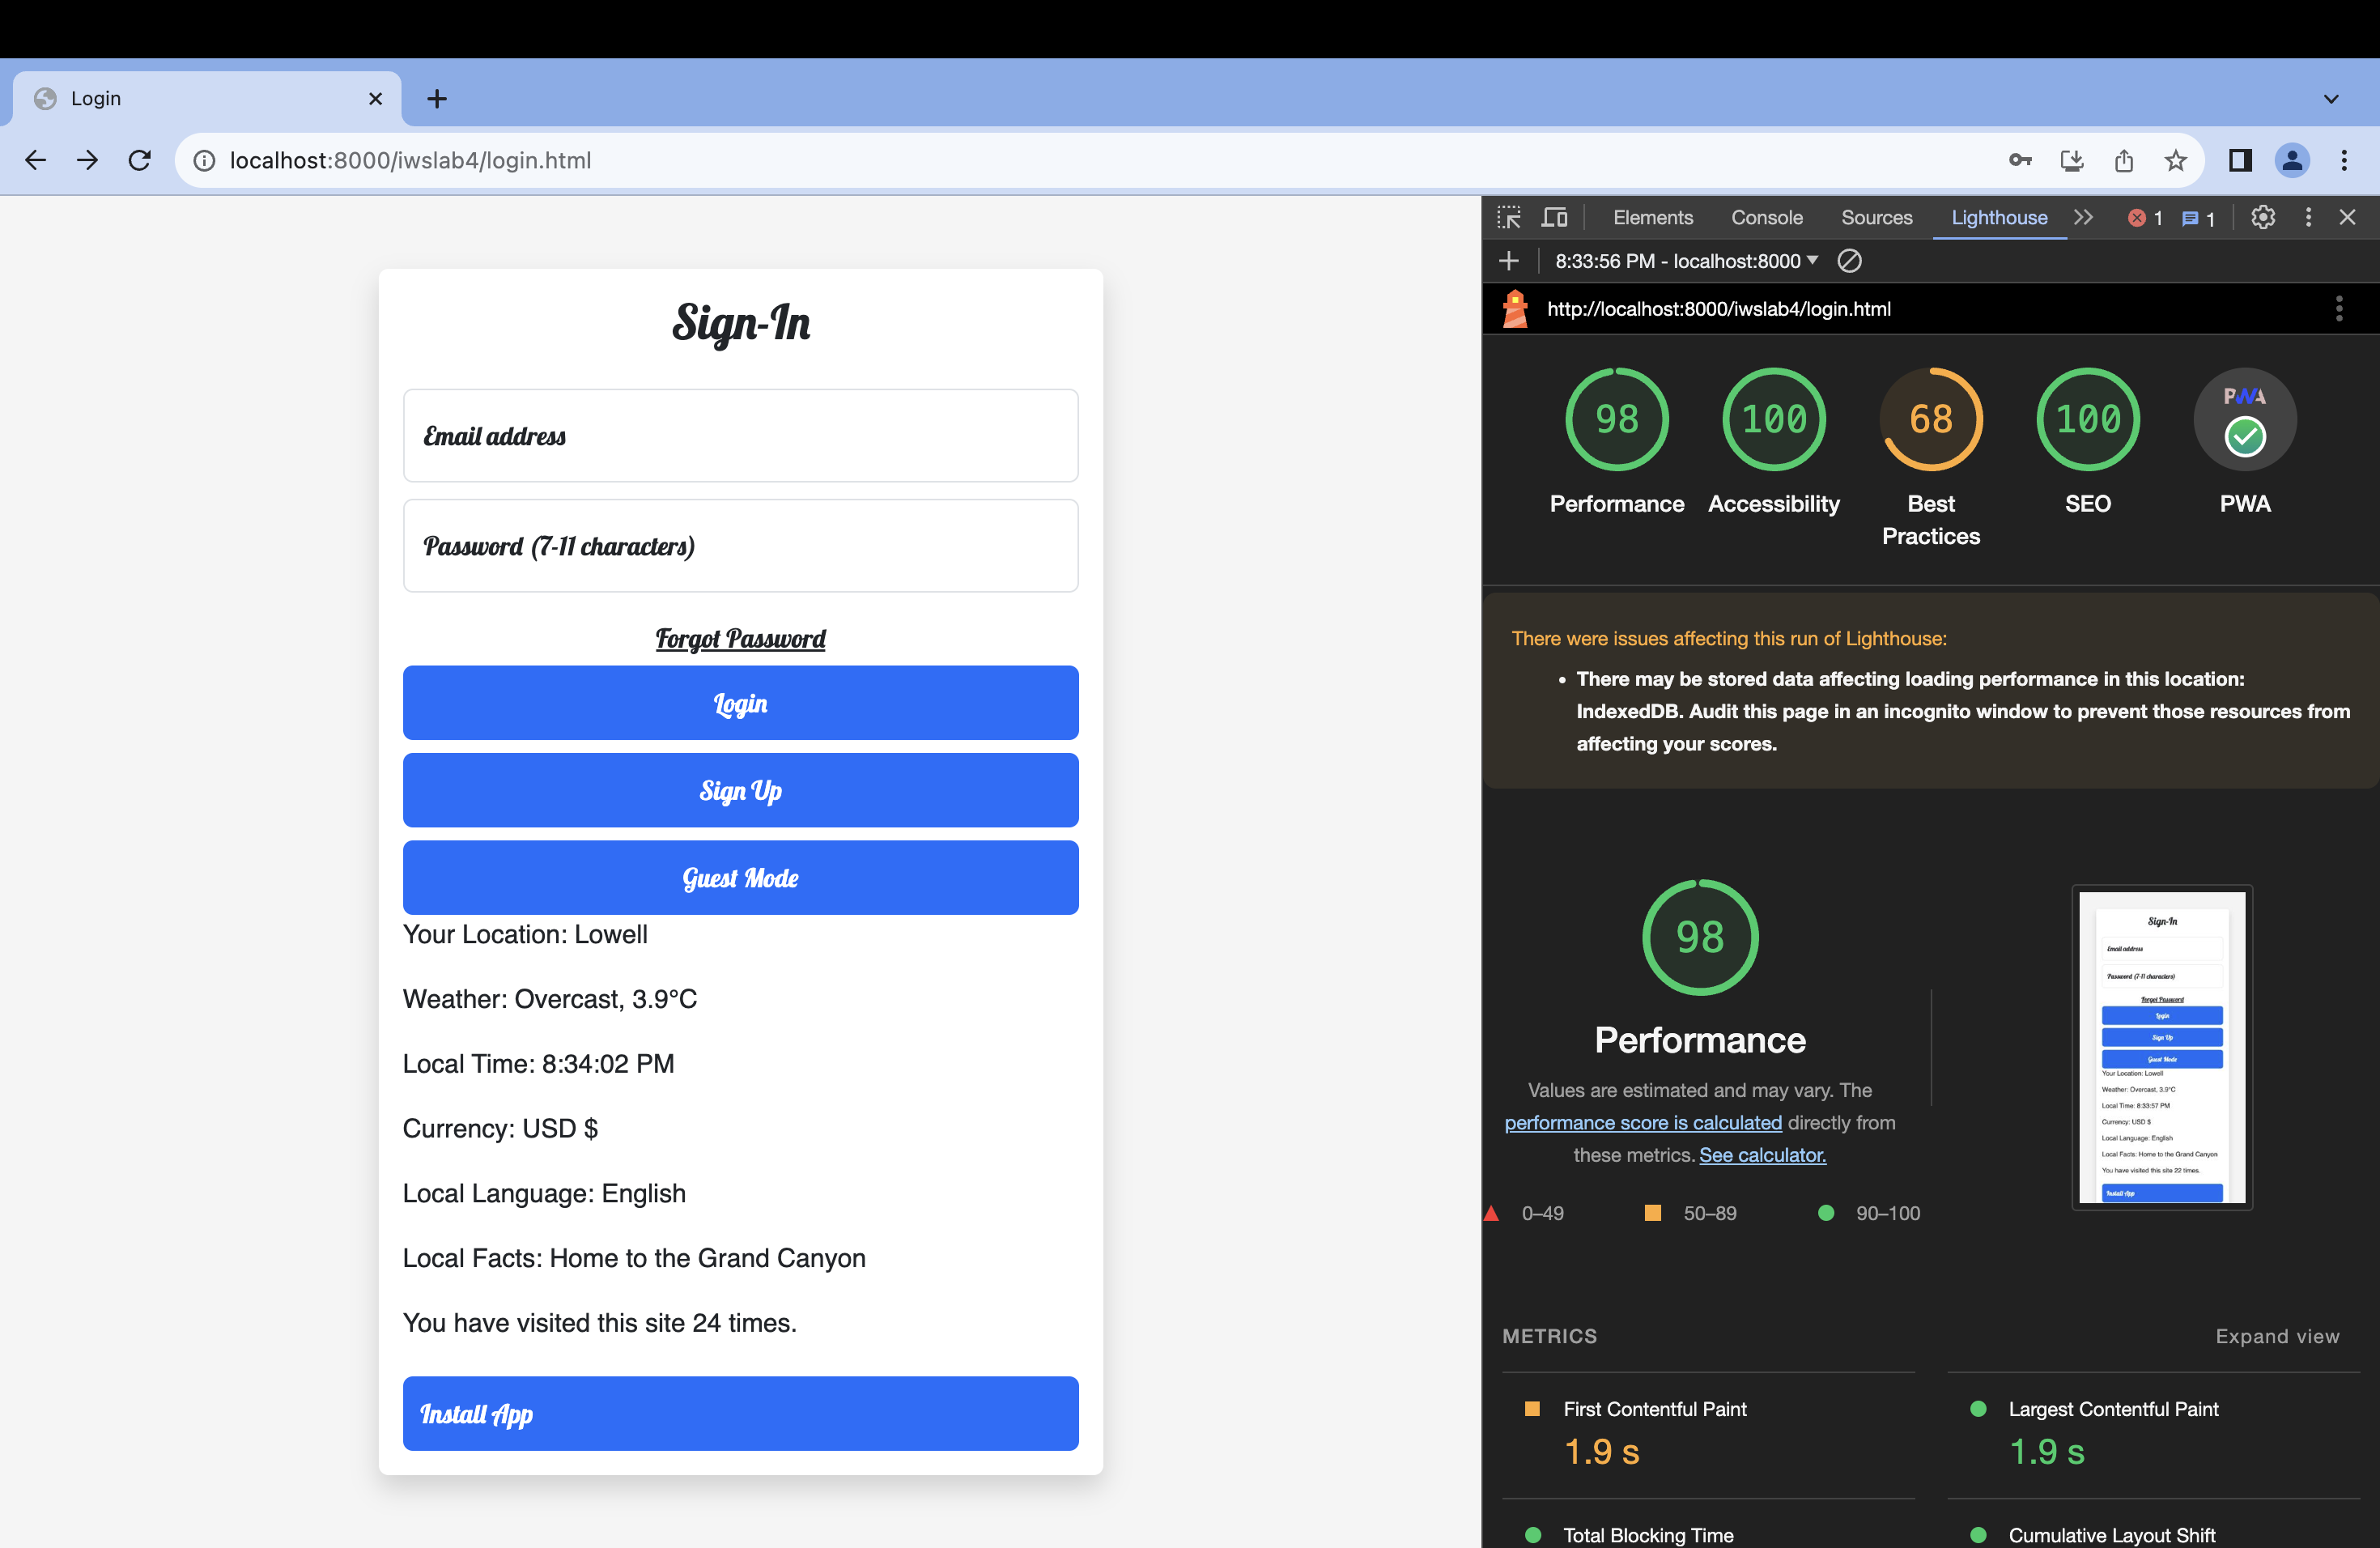 Login
localhost:8000/iwslab4/login.html
Sign-In
Email address
Password (7-11 characters)
Forgot Password
Login
Sign Up
Guest Mode
Your Location: Lowell
Weather: Overcast, 3.9°C
Local Time: 8:34:02 PM
Currency: USD $
Local Language: English
Local Facts: Home to the Grand Canyon
You have visited this site 24 times.
Install App
Elements Console Sources Lighthouse 1 1
8:33:56 PM - localhost:8000
http://localhost:8000/iwslab4/login.html
98 100 68 100 PWA
Performance Accessibility Best Practices SEO PWA
There were issues affecting this run of Lighthouse:
There may be stored data affecting loading performance in this location:
IndexedDB. Audit this page in an incognito window to prevent those resources from
affecting your scores.
98
Performance
Values are estimated and may vary. The
performance score is calculated directly from
these metrics. See calculator.
0–49 50–89 90–100
Sign-In
Email address
Password (7-11 characters)
Forgot Password
Login
Sign Up
Guest Mode
Your Location: Lowell
Weather: Overcast, 3.9°C
Local Time: 8:33:57 PM
Currency: USD $
Local Language: English
Local Facts: Home to the Grand Canyon
You have visited this site 22 times.
Install App
METRICS Expand view
First Contentful Paint
1.9 s
Largest Contentful Paint
1.9 s
Total Blocking Time
Cumulative Layout Shift